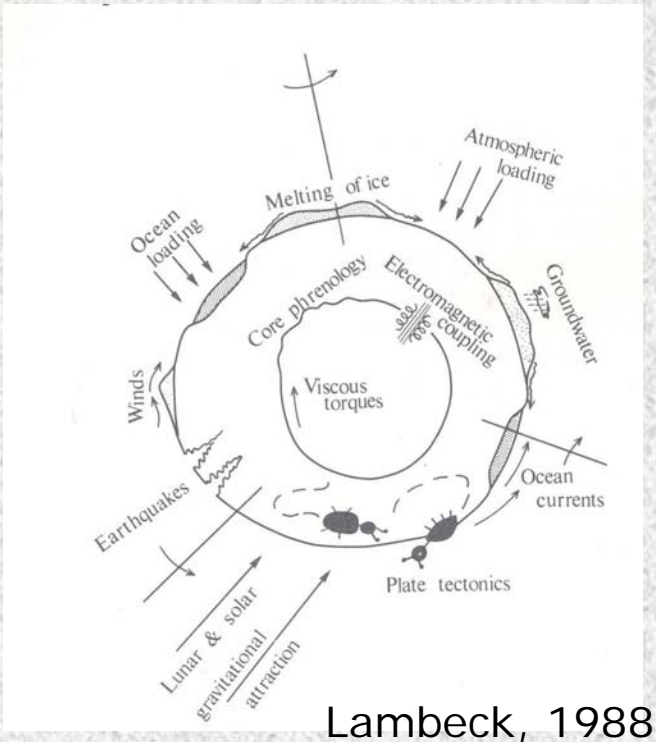 Melting of ice
Atmospheric
loading
Ocean
loading
Core phrenology
Electromagnetic
coupling
Groundwater
Winds
Viscous
torques
Earthquakes
Ocean
currents
Plate tectonics
Lunar & solar
gravitational
attraction
Lambeck, 1988